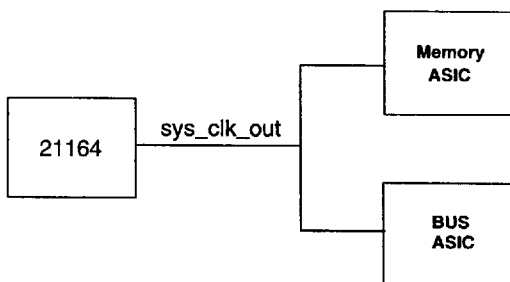 Memory
ASIC
21164
sys_clk_out
BUS
ASIC